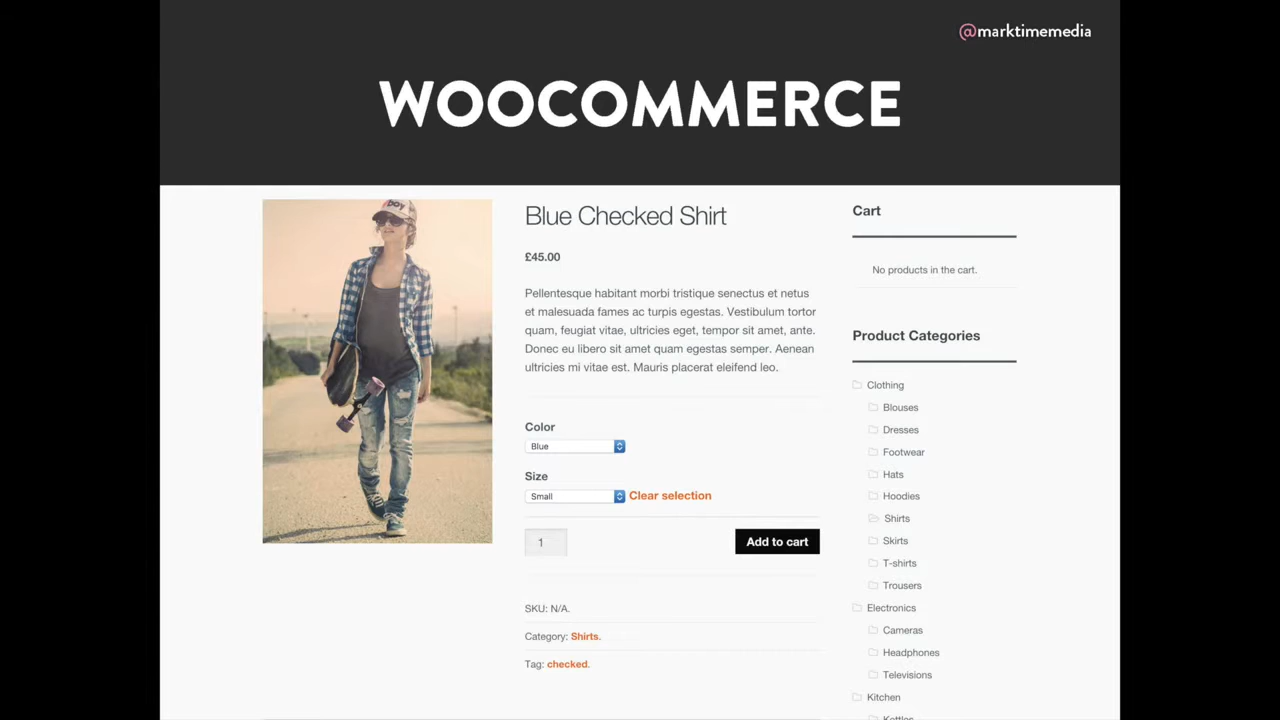 @marktimemedia
WOOCOMMERCE
boy
Blue Checked Shirt
£45.00
Pellentesque habitant morbi tristique senectus et netus
et malesuada fames ac turpis egestas. Vestibulum tortor
quam, feugiat vitae, ultricies eget, tempor sit amet, ante.
Donec eu libero sit amet quam egestas semper. Aenean
ultricies mi vitae est. Mauris placerat eleifend leo.
Color
Blue
Size
Small
Clear selection
1
Add to cart
SKU: N/A.
Category: Shirts.
Tag: checked.
Cart
No products in the cart.
Product Categories
Clothing
Blouses
Dresses
Footwear
Hats
Hoodies
Shirts
Skirts
T-shirts
Trousers
Electronics
Cameras
Headphones
Televisions
Kitchen